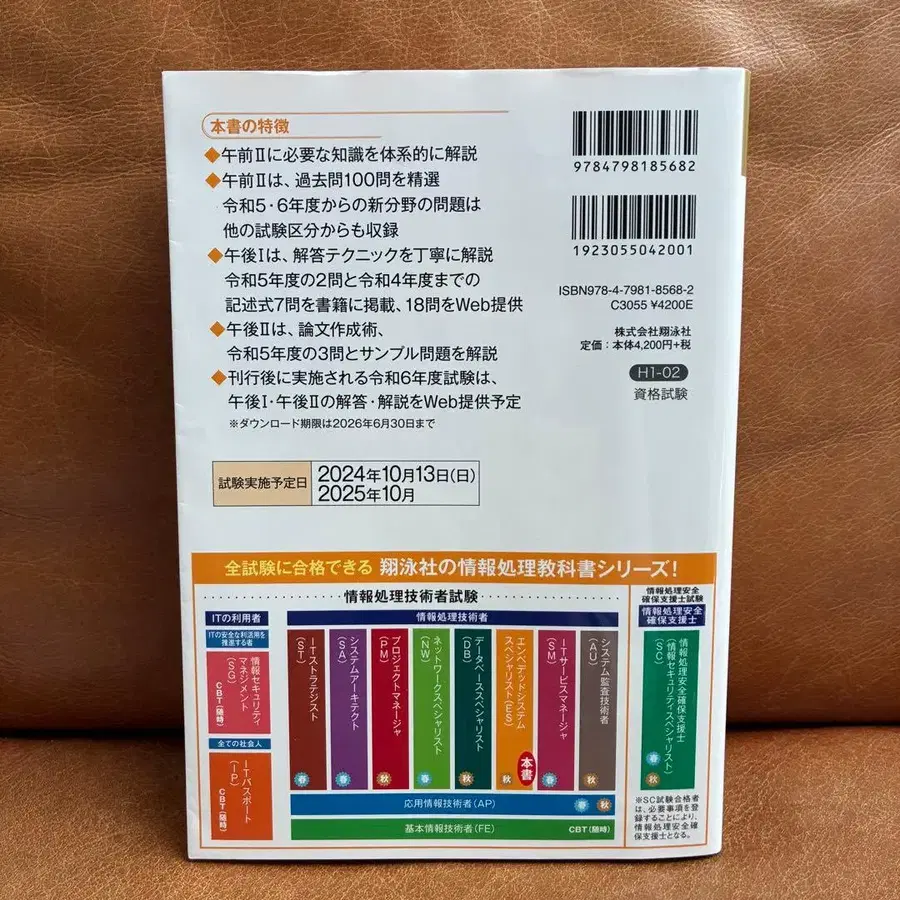 本書の特徴
◆午前Ⅱに必要な知識を体系的に解説
◆午前Ⅱは、過去問100問を精選
令和5・6年度からの新分野の問題は
他の試験区分からも収録
◆午後Ⅰは、解答テクニックを丁寧に解説
令和5年度の2問と令和4年度までの
記述式7問を書籍に掲載、18問をWeb提供
◆午後Ⅱは、論文作成術、
令和5年度の3問とサンプル問題を解説
◆刊行後に実施される令和6年度試験は、
午後Ⅰ・午後Ⅱの解答・解説をWeb提供予定
※ダウンロード期限は2026年6月30日まで
9784798185682
1923055042001
ISBN978-4-7981-8568-2
C3055 ¥4200E
株式会社翔泳社
定価：本体4,200円+税
H1-02
資格試験
試験実施予定日
2024年10月13日(日)
2025年10月
全試験に合格できる 翔泳社の情報処理教科書シリーズ！
情報処理技術者試験
ITの利用者
ITの安全な利活用を
推進する者
情報セキュリティ
マネジメント
(SG)
CBT(随時)
全ての社会人
ITパスポート
(IP)
CBT(随時)
情報処理技術者
ITストラテジスト
(ST)
春
システムアーキテクト
(SA)
春
プロジェクトマネージャ
(PM)
秋
ネットワークスペシャリスト
(NW)
春
データベーススペシャリスト
(DB)
秋
エンベデッドシステム
スペシャリスト(ES)
秋
本書
ITサービスマネージャ
(SM)
春
システム監査技術者
(AU)
秋
応用情報技術者(AP)
春 秋
基本情報技術者(FE)
CBT(随時)
情報処理安全
確保支援士試験
情報処理安全
確保支援士
情報処理安全確保支援士
(情報セキュリティスペシャリスト)
(SC)
春
秋
※SC試験合格者
は、必要事項を登
録することにより、
情報処理安全確
保支援士となる。